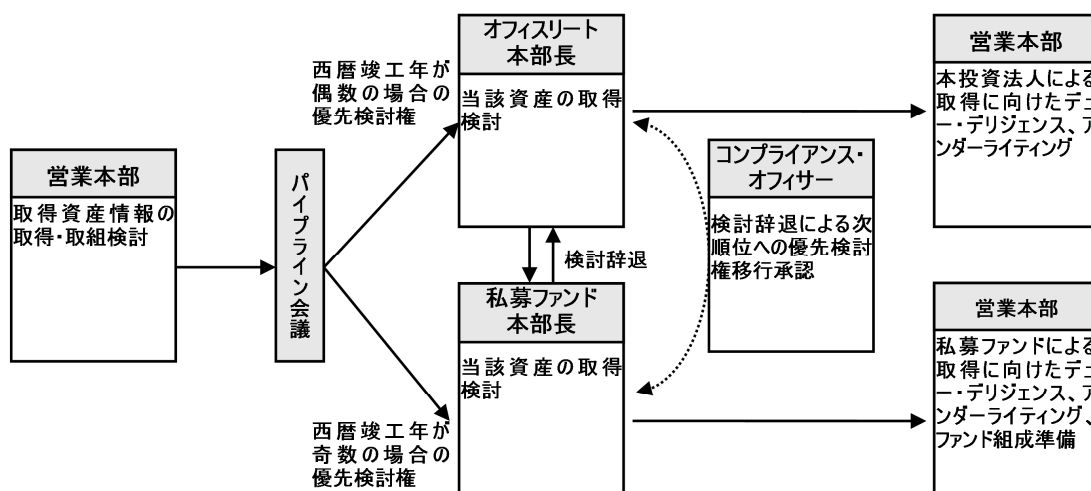 営業本部
取得資産情報の
取得・取組検討
パイプライン会議
西暦竣工年が
偶数の場合の
優先検討権
西暦竣工年が
奇数の場合の
優先検討権
オフィスリート
本部長
当該資産の取得
検討
検討辞退
私募ファンド
本部長
当該資産の取得
検討
コンプライアンス・
オフィサー
検討辞退による次
順位への優先検討
権移行承認
営業本部
本投資法人による
取得に向けたデュ
ー・デリジェンス、ア
ンダーライティング
営業本部
私募ファンドによる
取得に向けたデュ
ー・デリジェンス、ア
ンダーライティング、
ファンド組成準備